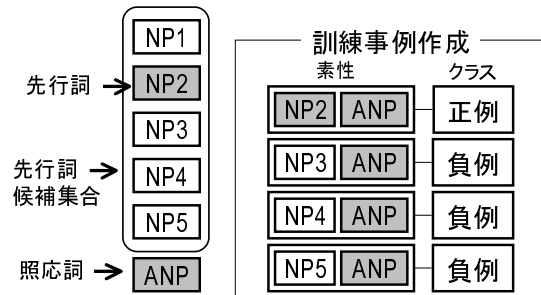 NP1
先行詞
NP2
NP3
先行詞
候補集合
NP4
NP5
照応詞
ANP
訓練事例作成
素性
クラス
NP2 ANP 正例
NP3 ANP 負例
NP4 ANP 負例
NP5 ANP 負例